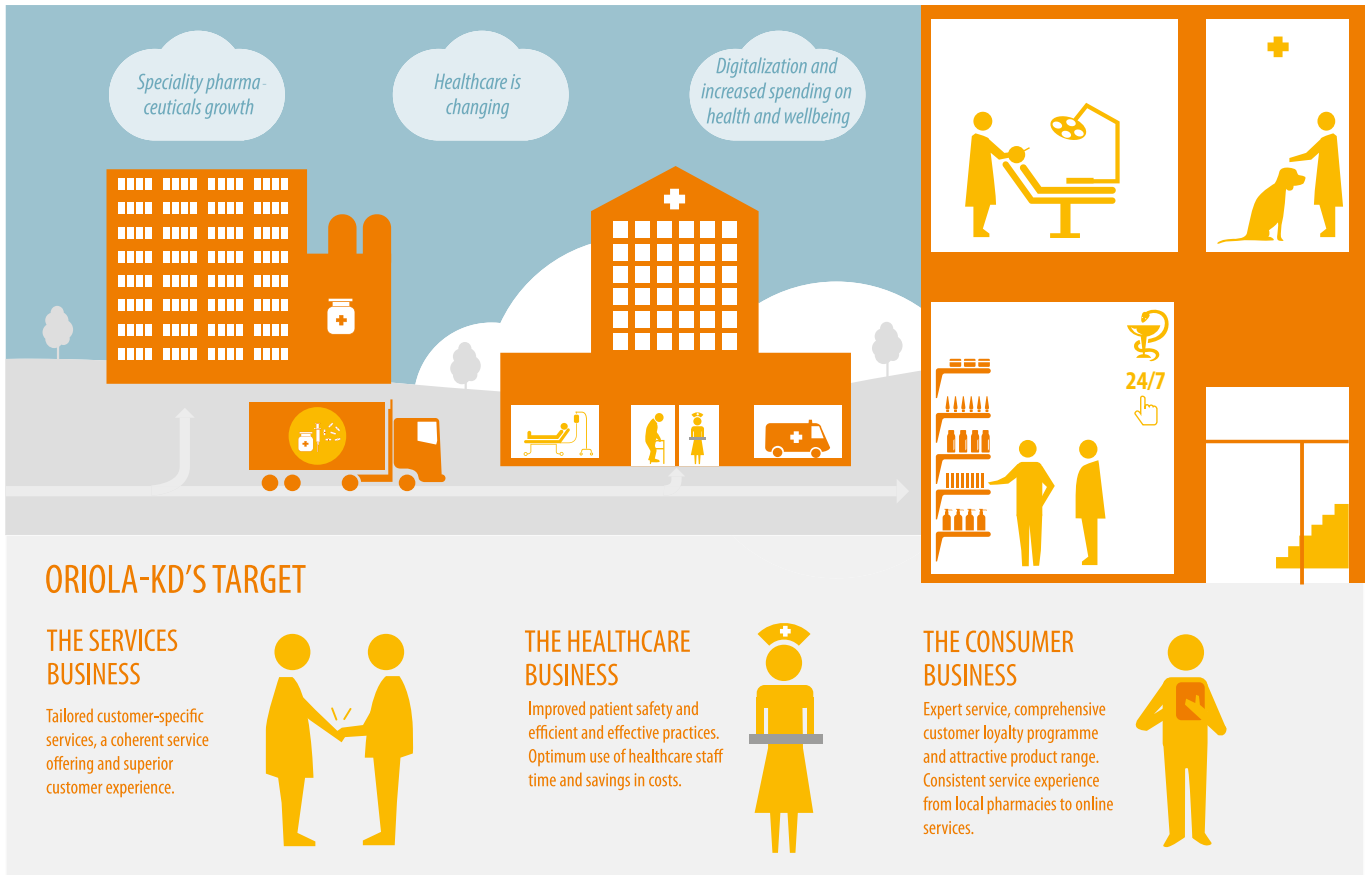 Speciality pharma-
ceuticals growth
Healthcare is
changing
Digitalization and
increased spending on
health and wellbeing
24/7
ORIOLA-KD'S TARGET
THE SERVICES
BUSINESS
Tailored customer-specific
services, a coherent service
offering and superior
customer experience.
THE HEALTHCARE
BUSINESS
Improved patient safety and
efficient and effective practices.
Optimum use of healthcare staff
time and savings in costs.
THE CONSUMER
BUSINESS
Expert service, comprehensive
customer loyalty programme
and attractive product range.
Consistent service experience
from local pharmacies to online
services.